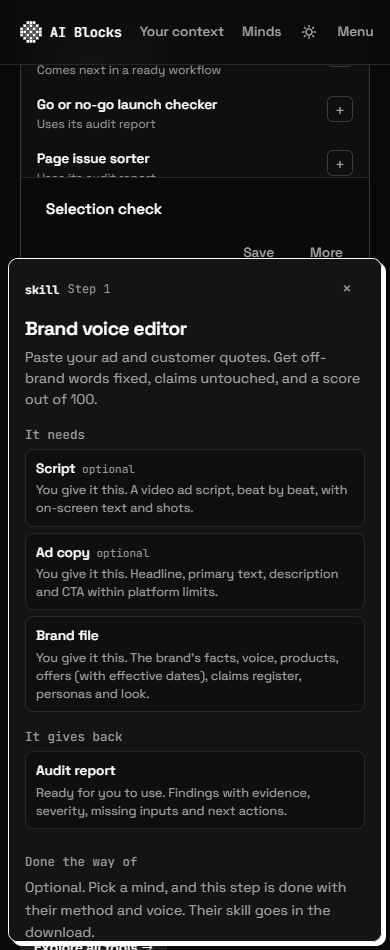 AI Blocks Your context Minds Menu
Comes next in a ready workflow
Go or no-go launch checker
Uses its audit report
+
Page issue sorter
Uses its audit report
+
Selection check
Save More
skill Step 1 ×
Brand voice editor
Paste your ad and customer quotes. Get off-
brand words fixed, claims untouched, and a score
out of 100.
It needs
Script optional
You give it this. A video ad script, beat by beat, with
on-screen text and shots.
Ad copy optional
You give it this. Headline, primary text, description
and CTA within platform limits.
Brand file
You give it this. The brand's facts, voice, products,
offers (with effective dates), claims register,
personas and look.
It gives back
Audit report
Ready for you to use. Findings with evidence,
severity, missing inputs and next actions.
Done the way of
Optional. Pick a mind, and this step is done with
their method and voice. Their skill goes in the
download.
Explore all tools →